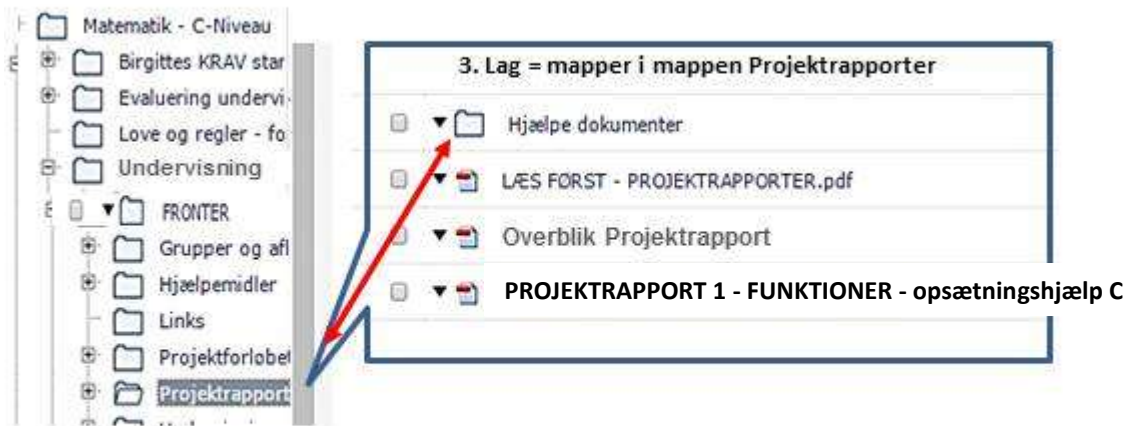 Matematik - C-Niveau
Birgittes KRAV star
Evaluering undervi
Love og regler - fo
Undervisning
FRONTER
Grupper og afl
Hjælpemidler
Links
Projektforløbet
Projektrapport
3. Lag = mapper i mappen Projektrapporter
Hjælpe dokumenter
LÆS FØRST - PROJEKTRAPPORTER.pdf
Overblik Projektrapport
PROJEKTRAPPORT 1 - FUNKTIONER - opsætningshjælp C